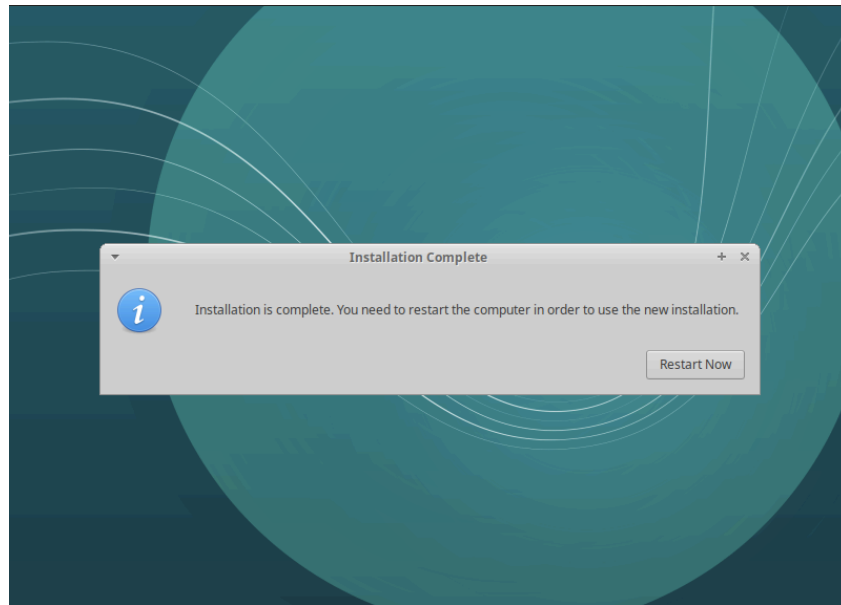 Installation Complete
Installation is complete. You need to restart the computer in order to use the new installation.
Restart Now